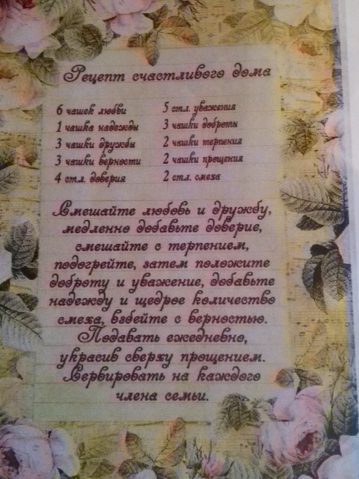 Рецепт счастливого дома
6 чашек любви
1 чашка надежды
3 чашки дружбы
3 чашки верности
4 стл. доверия
5 стл. уважения
3 чашки доброты
2 чашки терпения
2 чашки прощения
2 стл. смеха
Смешайте любовь и дружбу,
медленно добавьте доверие,
смешайте с терпением,
подогрейте, затем положите
доброту и уважение, добавьте
надежду и щедрое количество
смеха, взбейте с верностью.
Подавать ежедневно,
украсив сверху прощением.
Сервировать на каждого
члена семьи.